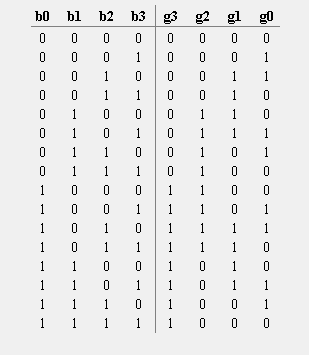 b0 b1 b2 b3 g3 g2 g1 g0
0 0 0 0 0 0 0 0
0 0 0 1 0 0 0 1
0 0 1 0 0 0 1 1
0 0 1 1 0 0 1 0
0 1 0 0 0 1 1 0
0 1 0 1 0 1 1 1
0 1 1 0 0 1 0 1
0 1 1 1 0 1 0 0
1 0 0 0 1 1 0 0
1 0 0 1 1 1 0 1
1 0 1 0 1 1 1 1
1 0 1 1 1 1 1 0
1 1 0 0 1 0 1 0
1 1 0 1 1 0 1 1
1 1 1 0 1 0 0 1
1 1 1 1 1 0 0 0